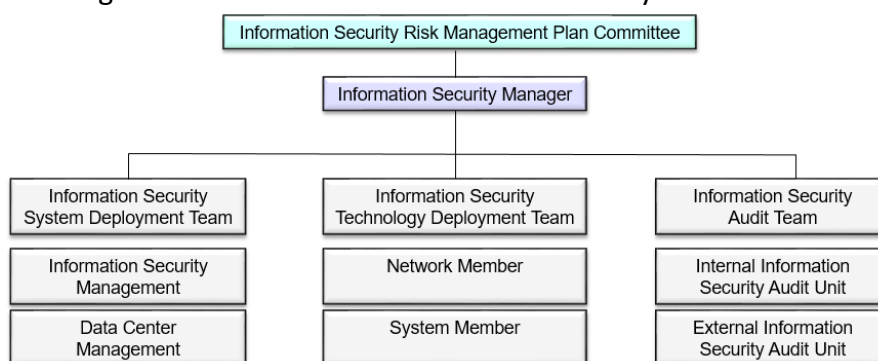 Information Security Risk Management Plan Committee
Information Security Manager
Information Security
System Deployment Team
Information Security
Technology Deployment Team
Information Security
Audit Team
Information Security
Management
Network Member
Internal Information
Security Audit Unit
Data Center
Management
System Member
External Information
Security Audit Unit